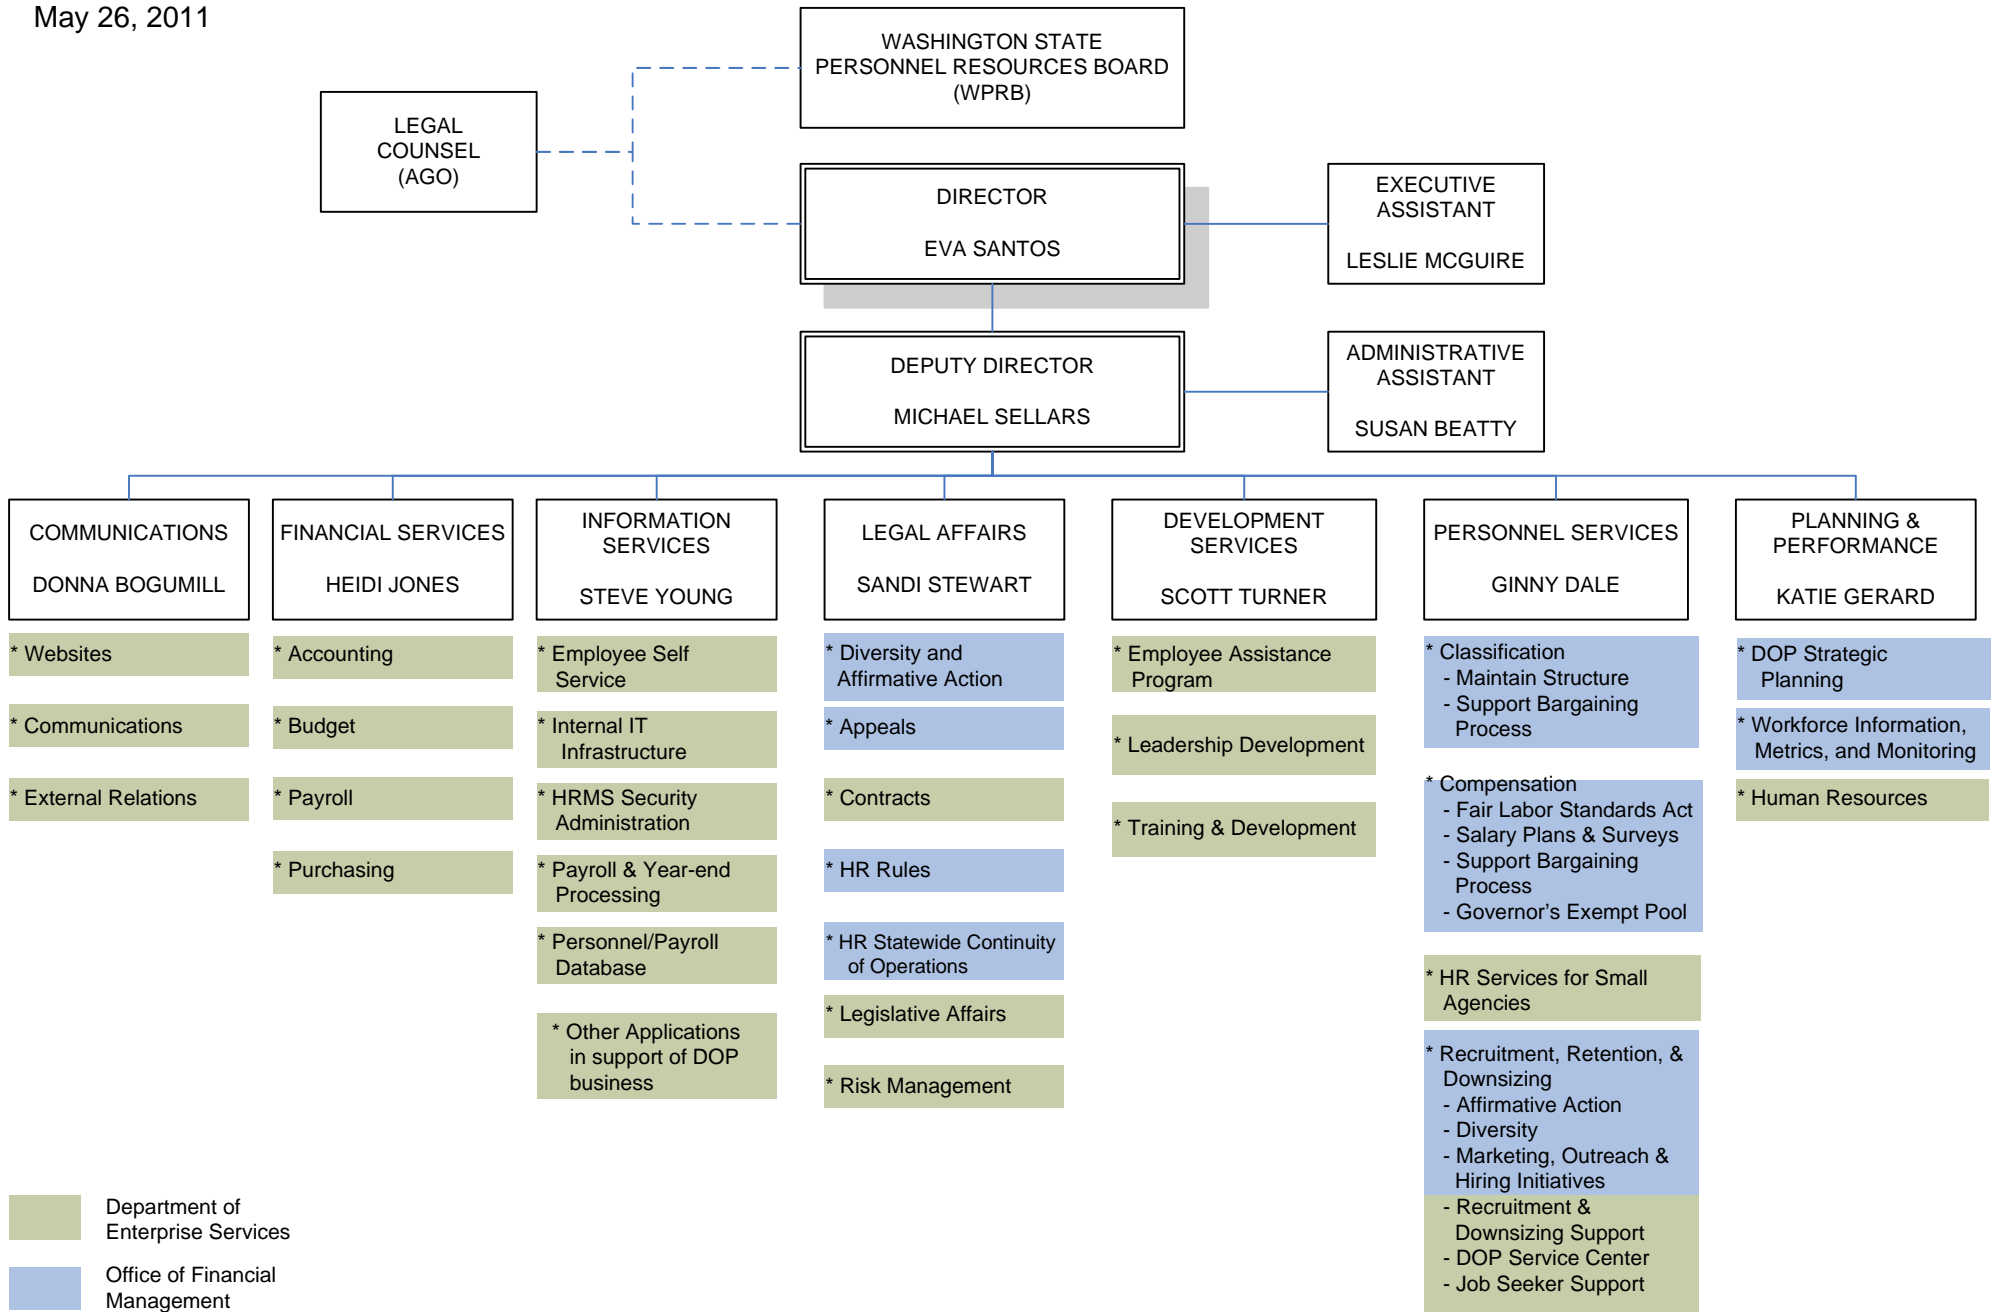 May 26, 2011
WASHINGTON STATE
PERSONNEL RESOURCES BOARD
(WPRB)
LEGAL
COUNSEL
(AGO)
DIRECTOR
EVA SANTOS
EXECUTIVE
ASSISTANT
LESLIE MCGUIRE
DEPUTY DIRECTOR
MICHAEL SELLARS
ADMINISTRATIVE
ASSISTANT
SUSAN BEATTY
COMMUNICATIONS
DONNA BOGUMILL
* Websites
* Communications
* External Relations
FINANCIAL SERVICES
HEIDI JONES
* Accounting
* Budget
* Payroll
* Purchasing
INFORMATION
SERVICES
STEVE YOUNG
* Employee Self
Service
* Internal IT
Infrastructure
* HRMS Security
Administration
* Payroll & Year-end
Processing
* Personnel/Payroll
Database
* Other Applications
in support of DOP
business
LEGAL AFFAIRS
SANDI STEWART
* Diversity and
Affirmative Action
* Appeals
* Contracts
* HR Rules
* HR Statewide Continuity
of Operations
* Legislative Affairs
* Risk Management
DEVELOPMENT
SERVICES
SCOTT TURNER
* Employee Assistance
Program
* Leadership Development
* Training & Development
PERSONNEL SERVICES
GINNY DALE
* Classification
- Maintain Structure
- Support Bargaining
Process
* Compensation
- Fair Labor Standards Act
- Salary Plans & Surveys
- Support Bargaining
Process
- Governor's Exempt Pool
* HR Services for Small
Agencies
* Recruitment, Retention, &
Downsizing
- Affirmative Action
- Diversity
- Marketing, Outreach &
Hiring Initiatives
- Recruitment &
Downsizing Support
- DOP Service Center
- Job Seeker Support
PLANNING &
PERFORMANCE
KATIE GERARD
* DOP Strategic
Planning
* Workforce Information,
Metrics, and Monitoring
* Human Resources
Department of
Enterprise Services
Office of Financial
Management